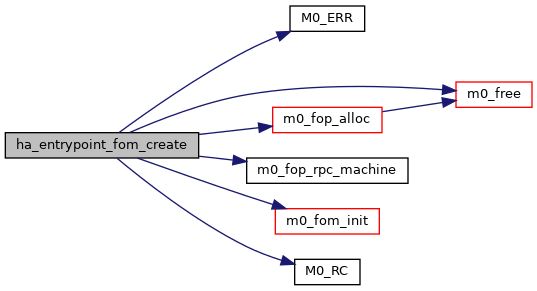 M0_ERR
m0_free
m0_fop_alloc
ha_entrypoint_fom_create
m0_fop_rpc_machine
m0_fom_init
M0_RC